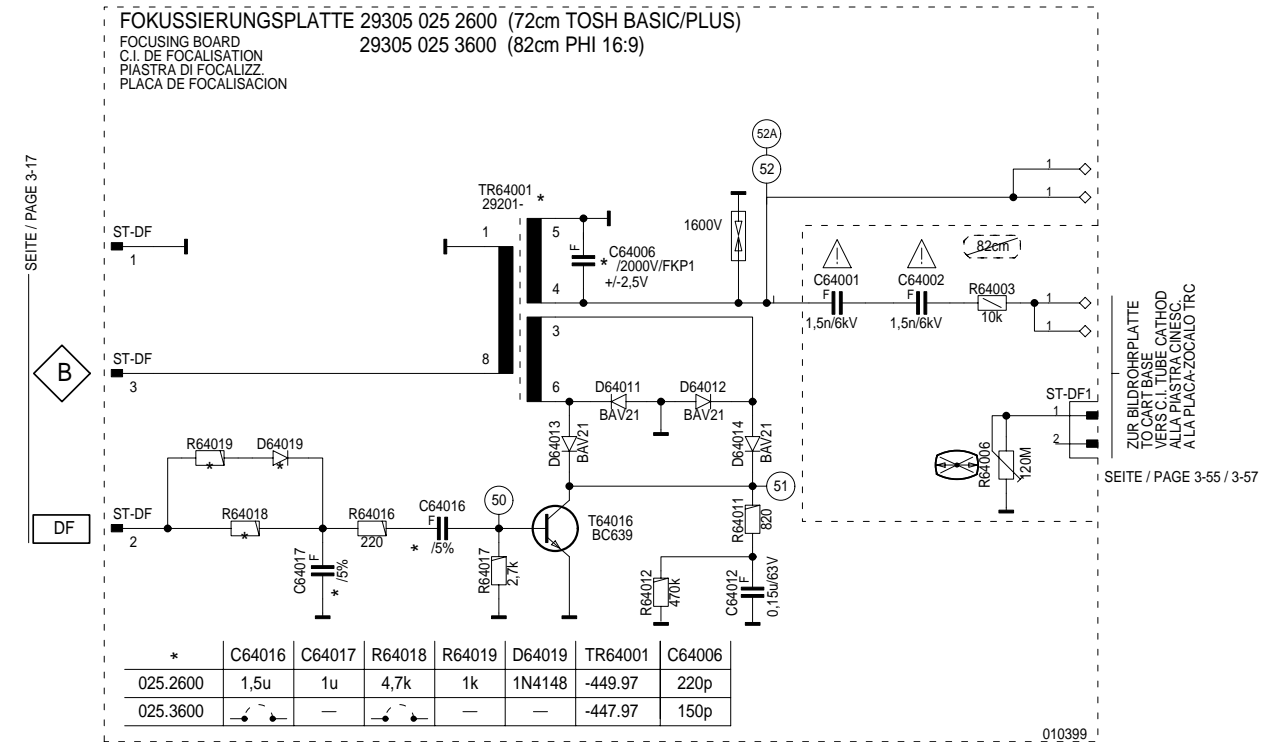 FOKUSSIERUNGSPLATTE 29305 025 2600 (72cm TOSH BASIC/PLUS)
FOCUSING BOARD
29305 025 3600 (82cm PHI 16:9)
C.I. DE FOCALISATION
PIASTRA DI FOCALIZZ.
PLACA DE FOCALISACION
SEITE / PAGE 3-17
52A
52
TR64001 *
29201-
1600V
1
1
ST-DF
1
1
5
F
C64006
* /2000V/FKP1
+/-2,5V
4
82cm
C64001
F
1,5n/6kV
C64002
F
1,5n/6kV
R64003
10k
1
1
3
8
6
B
ST-DF
3
D64011
BAV21
D64012
BAV21
D64013
BAV21
D64014
BAV21
ST-DF1
1
2
R64006
120M
ZUR BILDROHRPLATTE
TO CART BASE
VERS C.I. TUBE CATHOD
ALLA PIASTRA CINESC.
A LA PLACA-ZOCALO TRC
SEITE / PAGE 3-55 / 3-57
R64019
*
D64019
*
DF
ST-DF
2
R64018
*
R64016
220
C64016
F
* /5%
50
51
T64016
BC639
C64017
F
/5%
*
R64017
2,7k
R64011
820
R64012
470k
C64012
F
0,15u/63V
* C64016 C64017 R64018 R64019 D64019 TR64001 C64006
025.2600 1,5u 1u 4,7k 1k 1N4148 -449.97 220p
025.3600 — — — -447.97 150p
010399